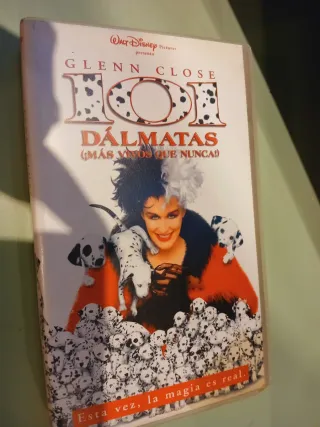 WALT DISNEY Pictures
presenta
GLENN CLOSE
101
DÁLMATAS
(¡MÁS VIVOS QUE NUNCA!)
Esta vez, la magia es real.